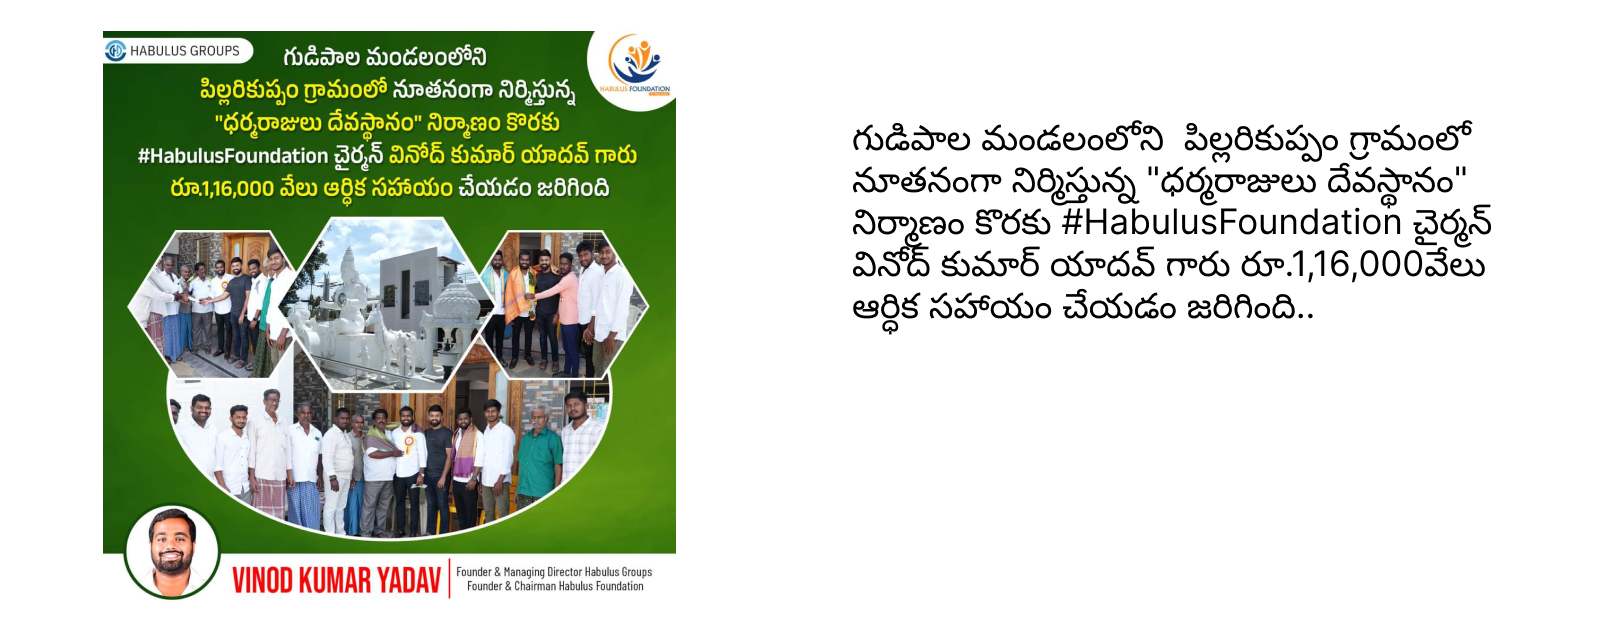 HABULUS GROUPS
గుడిపాల మండలంలోని
పిల్లరికుప్పం గ్రామంలో నూతనంగా నిర్మిస్తున్న
"ధర్మరాజులు దేవస్థానం" నిర్మాణం కొరకు
#HabulusFoundation చైర్మన్ వినోద్ కుమార్ యాదవ్ గారు
రూ.1,16,000 వేలు ఆర్ధిక సహాయం చేయడం జరిగింది
HABULUS FOUNDATION
VINOD KUMAR YADAV
Founder & Managing Director Habulus Groups
Founder & Chairman Habulus Foundation
గుడిపాల మండలంలోని  పిల్లరికుప్పం గ్రామంలో
నూతనంగా నిర్మిస్తున్న "ధర్మరాజులు దేవస్థానం"
నిర్మాణం కొరకు #HabulusFoundation చైర్మన్
వినోద్ కుమార్ యాదవ్ గారు రూ.1,16,000వేలు
ఆర్ధిక సహాయం చేయడం జరిగింది..